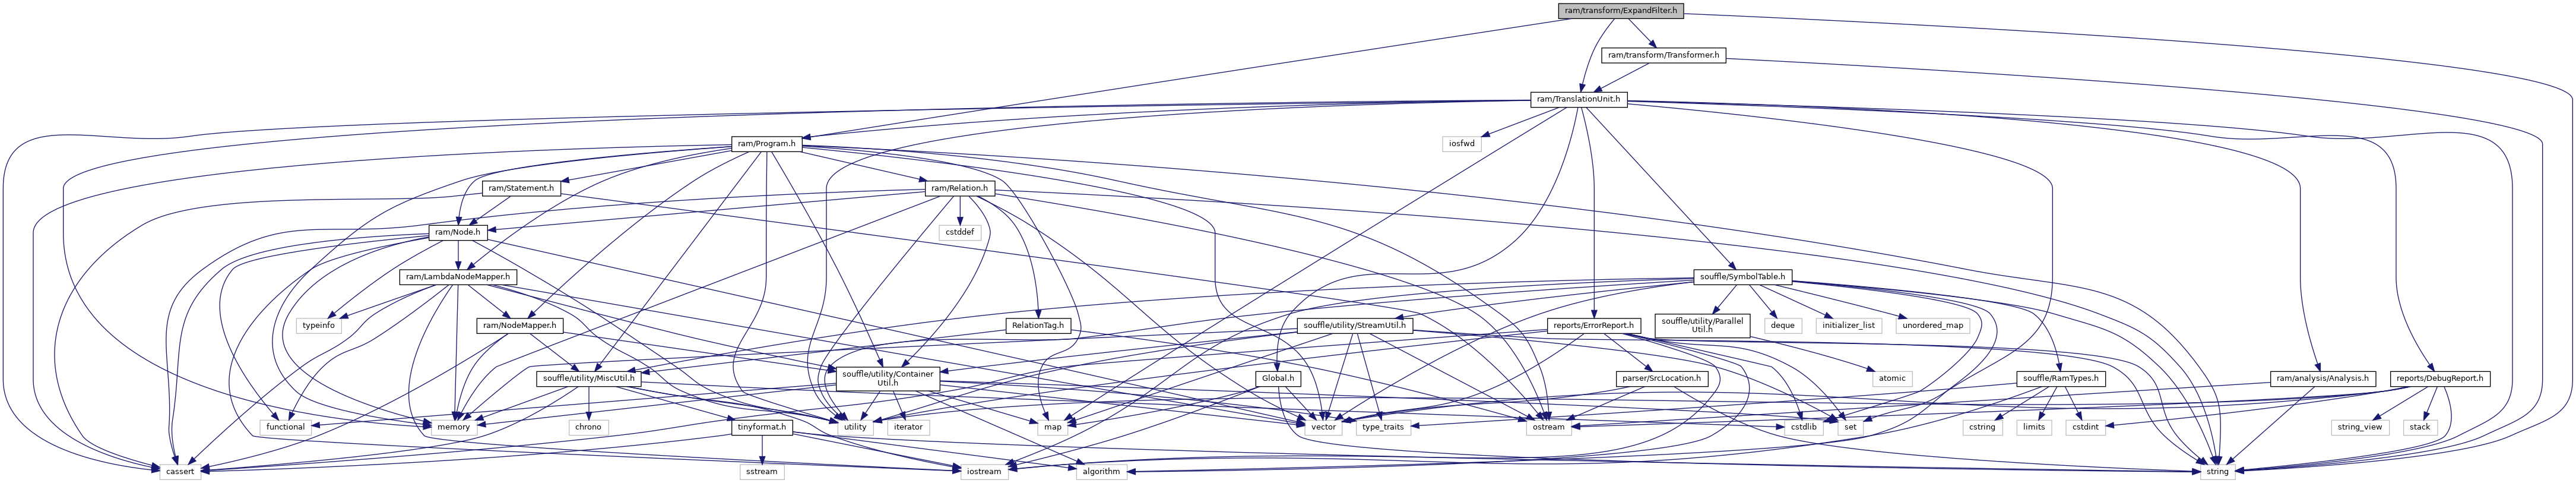 ram/transform/ExpandFilter.h
ram/transform/Transformer.h
ram/TranslationUnit.h
iosfwd
ram/Program.h
ram/Statement.h
ram/Relation.h
ram/Node.h
cstddef
ram/LambdaNodeMapper.h
souffle/SymbolTable.h
typeinfo
ram/NodeMapper.h
RelationTag.h
souffle/utility/StreamUtil.h
reports/ErrorReport.h
souffle/utility/Parallel
Util.h
deque
initializer_list
unordered_map
souffle/utility/MiscUtil.h
souffle/utility/Container
Util.h
Global.h
parser/SrcLocation.h
atomic
souffle/RamTypes.h
ram/analysis/Analysis.h
reports/DebugReport.h
functional
memory
chrono
tinyformat.h
utility
iterator
map
vector
type_traits
ostream
cstdlib
set
cstring
limits
cstdint
string_view
stack
cassert
sstream
iostream
algorithm
string